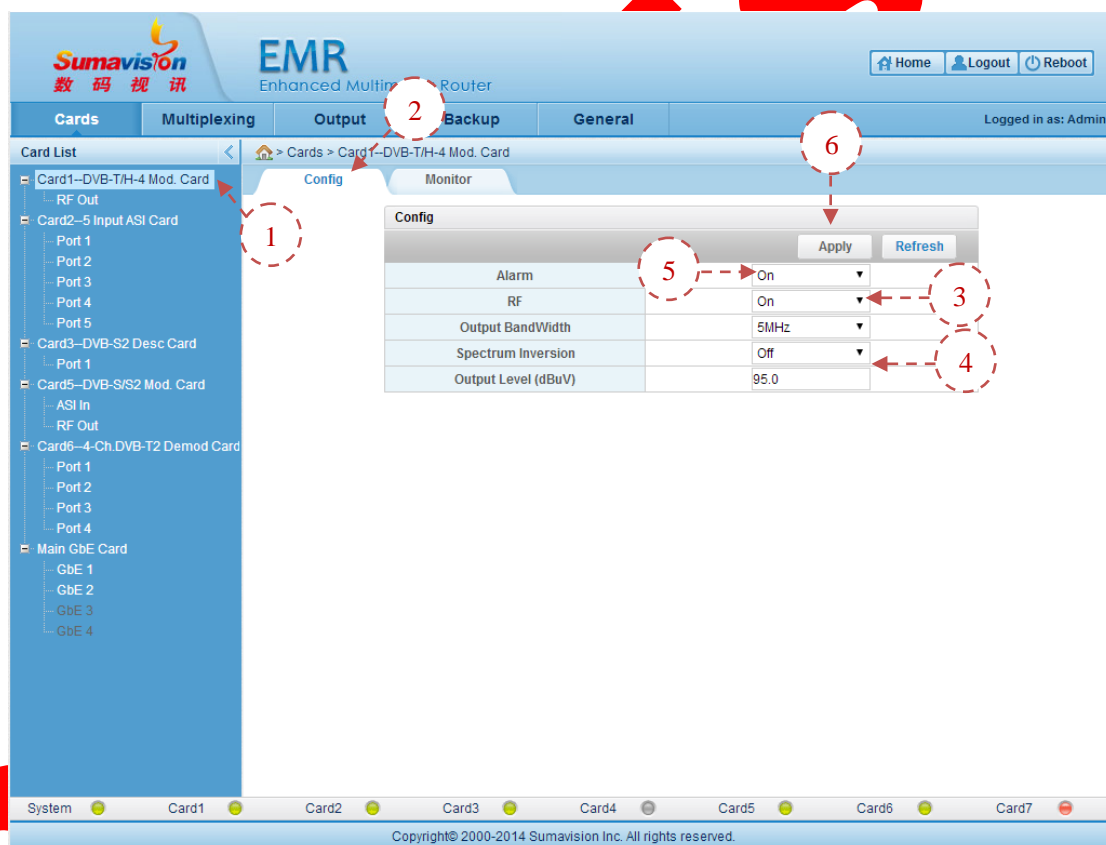 Sumavision
数 码 视 讯
EMR
Enhanced Multim Router
Home Logout Reboot
Cards Multiplexing Output Backup General Logged in as: Admin
Card List
> Cards > Card1--DVB-T/H-4 Mod. Card
Config Monitor
Card1--DVB-T/H-4 Mod. Card
RF Out
Card2--5 Input ASI Card
Port 1
Port 2
Port 3
Port 4
Port 5
Card3--DVB-S2 Desc Card
Port 1
Card5--DVB-S/S2 Mod. Card
ASI In
RF Out
Card6--4-Ch.DVB-T2 Demod Card
Port 1
Port 2
Port 3
Port 4
Main GbE Card
GbE 1
GbE 2
GbE 3
GbE 4
Config
Apply Refresh
Alarm On
RF On
Output BandWidth 5MHz
Spectrum Inversion Off
Output Level (dBuV) 95.0
1
2
3
4
5
6
System Card1 Card2 Card3 Card4 Card5 Card6 Card7
Copyright© 2000-2014 Sumavision Inc. All rights reserved.